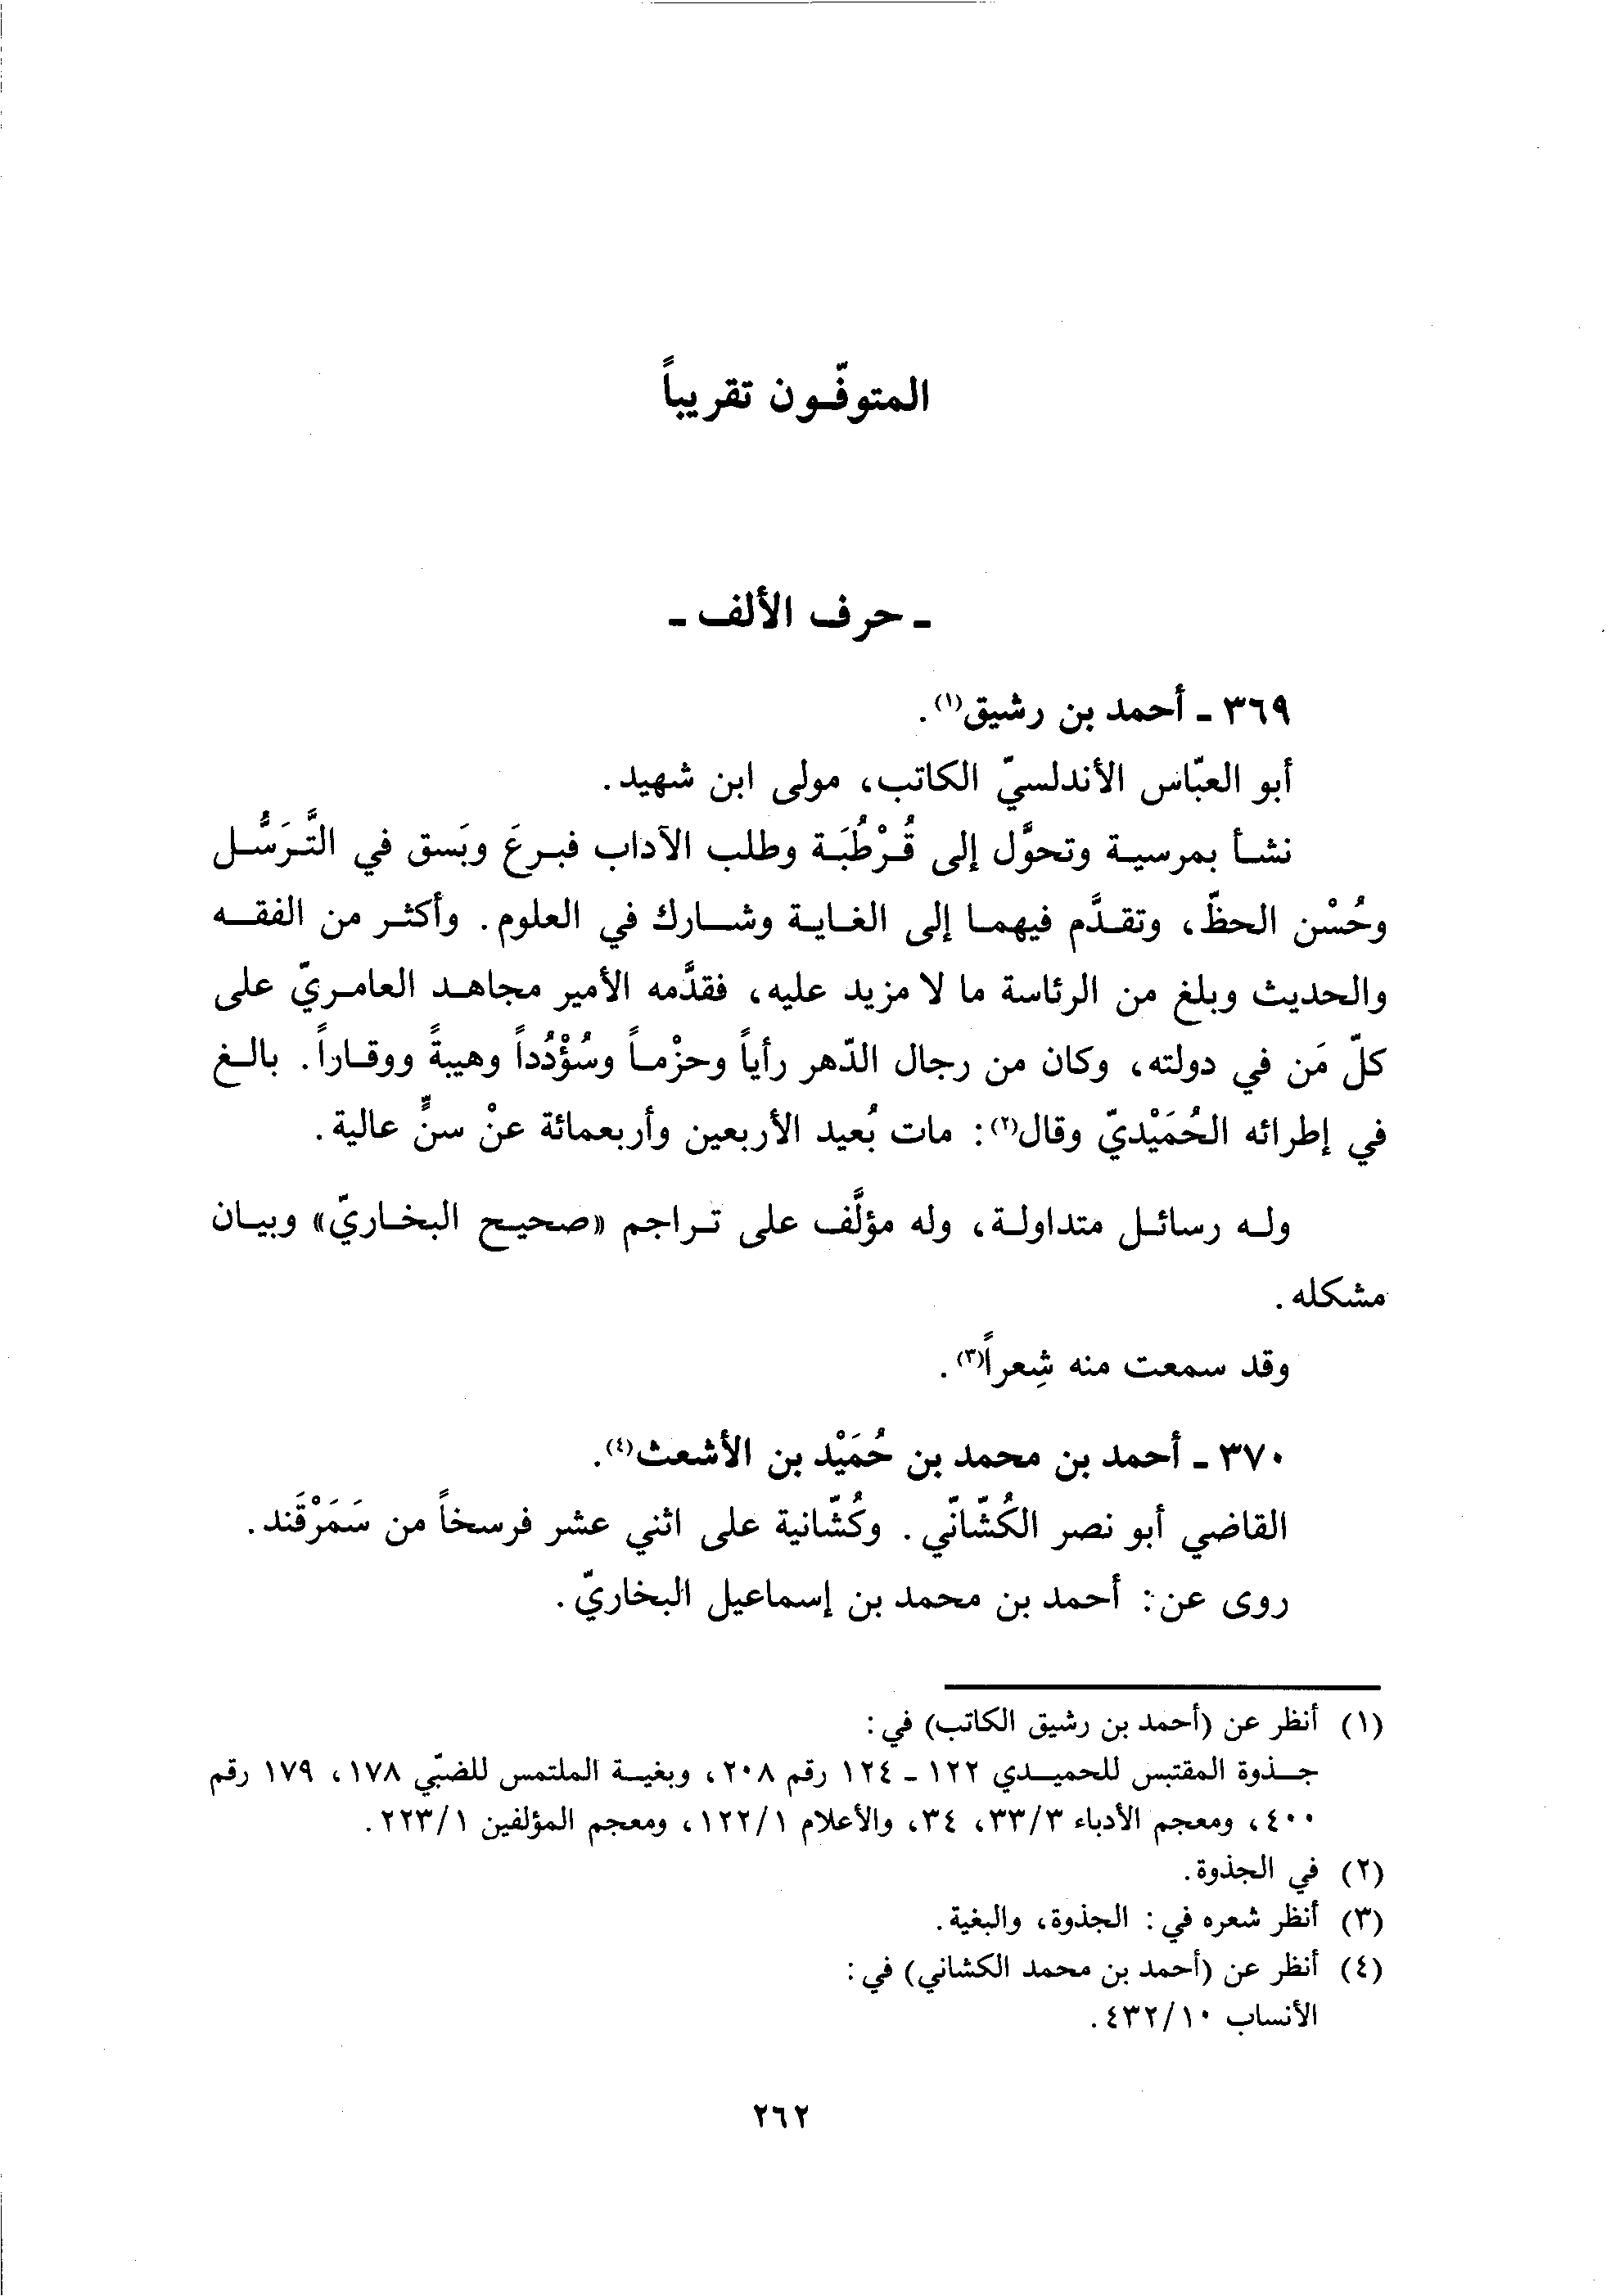 المتوفّون تقريباً
ـ حرف الألف ـ
٣٦٩ ـ أحمد بن رشيق(١).
أبو العبّاس الأندلسيّ الكاتب، مولى ابن شهيد.
نشأ بمرسية وتحوَّل إلى قُرْطُبَة وطلب الآداب فبرعَ وبَسق في التَّرَسُّل
وحُسْن الحظّ، وتقدَّم فيهما إلى الغاية وشارك في العلوم. وأكثر من الفقه
والحديث وبلغ من الرئاسة ما لا مزيد عليه، فقدَّمه الأمير مجاهد العامريّ على
كلّ مَن في دولته، وكان من رجال الدّهر رأياً وحزْماً وسُؤْدُداً وهيبةً ووقاراً. بالغ
في إطرائه الحُمَيْديّ وقال(٢): مات بُعيد الأربعين وأربعمائة عنْ سنٍّ عالية.
وله رسائل متداولة، وله مؤلَّف على تراجم «صحيح البخاريّ» وبيان
مشكله.
وقد سمعت منه شِعراً(٣).
٣٧٠ ـ أحمد بن محمد بن حُمَيْد بن الأشعث(٤).
القاضي أبو نصر الكُشّانّي. وكُشّانية على اثني عشر فرسخاً من سَمَرْقَند.
روى عن: أحمد بن محمد بن إسماعيل البخاريّ.
(١) أنظر عن (أحمد بن رشيق الكاتب) في:
جذوة المقتبس للحميدي ١٢٢ ـ ١٢٤ رقم ٢٠٨، وبغية الملتمس للضبّي ١٧٨، ١٧٩ رقم
٤٠٠، ومعجم الأدباء ٣٣/٣، ٣٤، والأعلام ١٢٢/١، ومعجم المؤلفين ٢٢٣/١.
(٢) في الجذوة.
(٣) أنظر شعره في: الجذوة، والبغية.
(٤) أنظر عن (أحمد بن محمد الكشاني) في:
الأنساب ٤٣٢/١٠.
٢٦٢